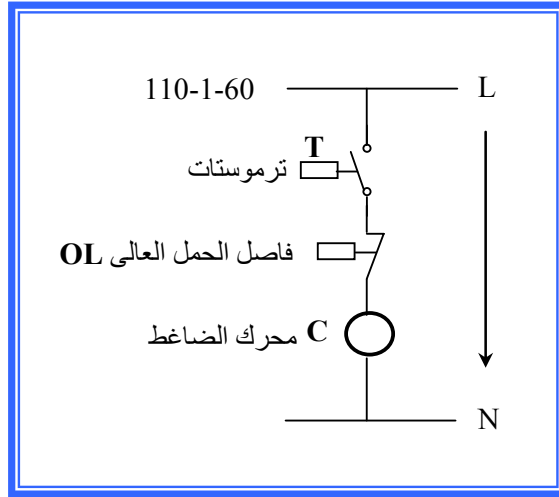 110-1-60 L
T
ترموستات
فاصل الحمل العالى OL
محرك الضاغط C
N